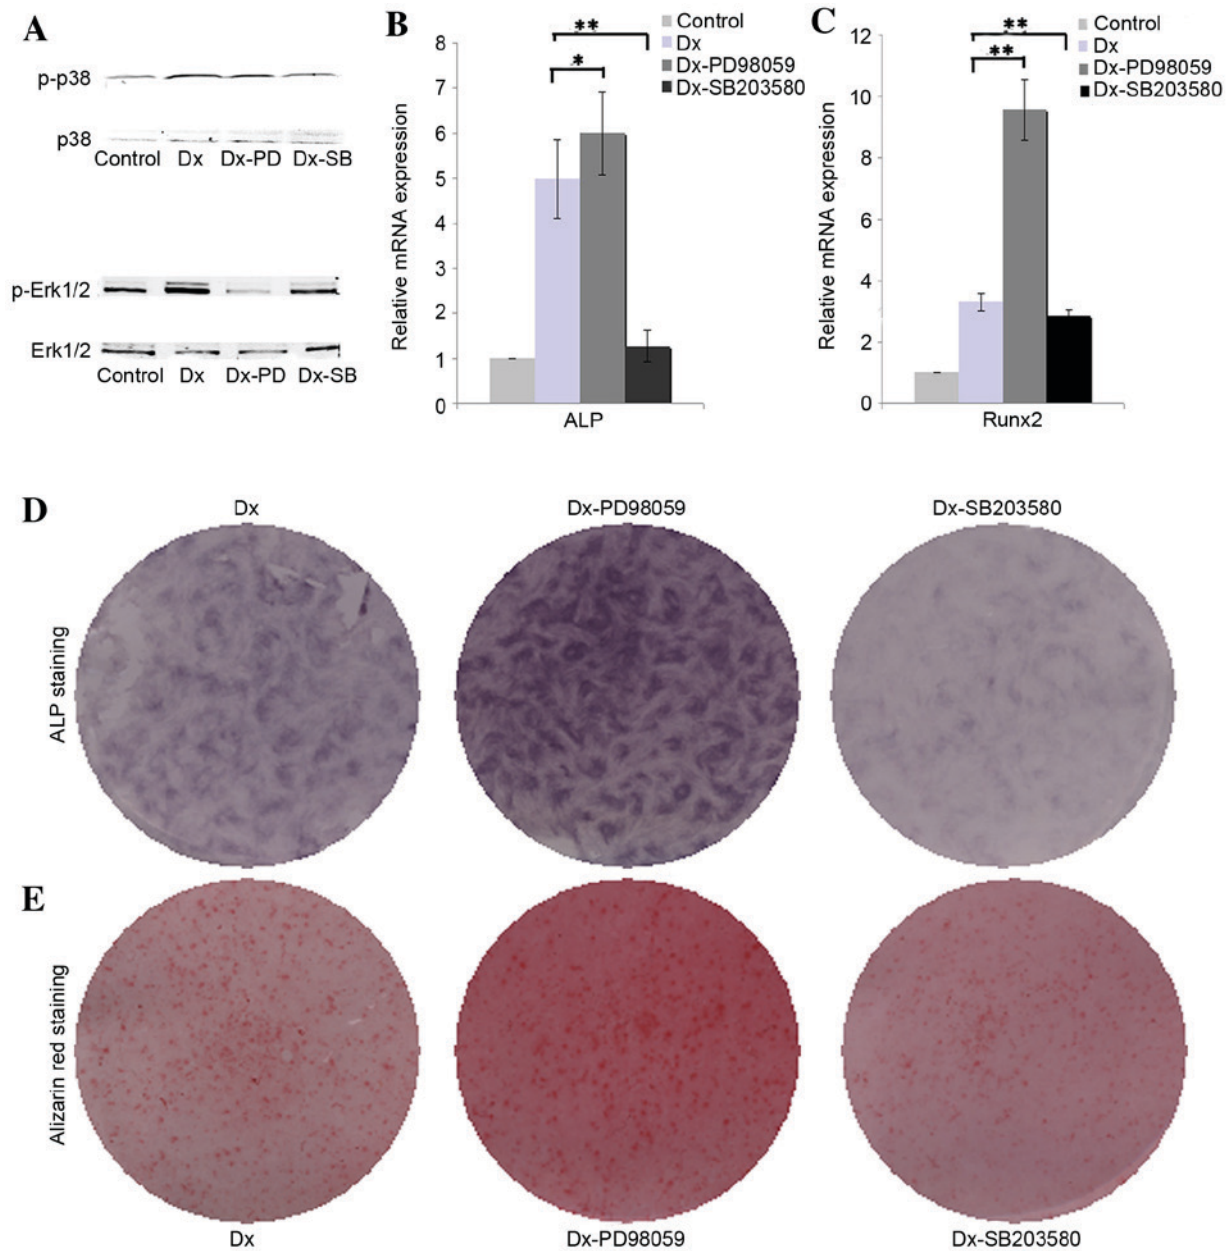 A
p-p38
p38
Control Dx Dx-PD Dx-SB
p-Erk1/2
Erk1/2
Control Dx Dx-PD Dx-SB
B
Control
Dx
Dx-PD98059
Dx-SB203580
**
*
Relative mRNA expression
8
7
6
5
4
3
2
1
0
ALP
C
Control
Dx
Dx-PD98059
Dx-SB203580
**
**
Relative mRNA expression
12
10
8
6
4
2
0
Runx2
D
Dx Dx-PD98059 Dx-SB203580
ALP staining
E
Alizarin red staining
Dx Dx-PD98059 Dx-SB203580